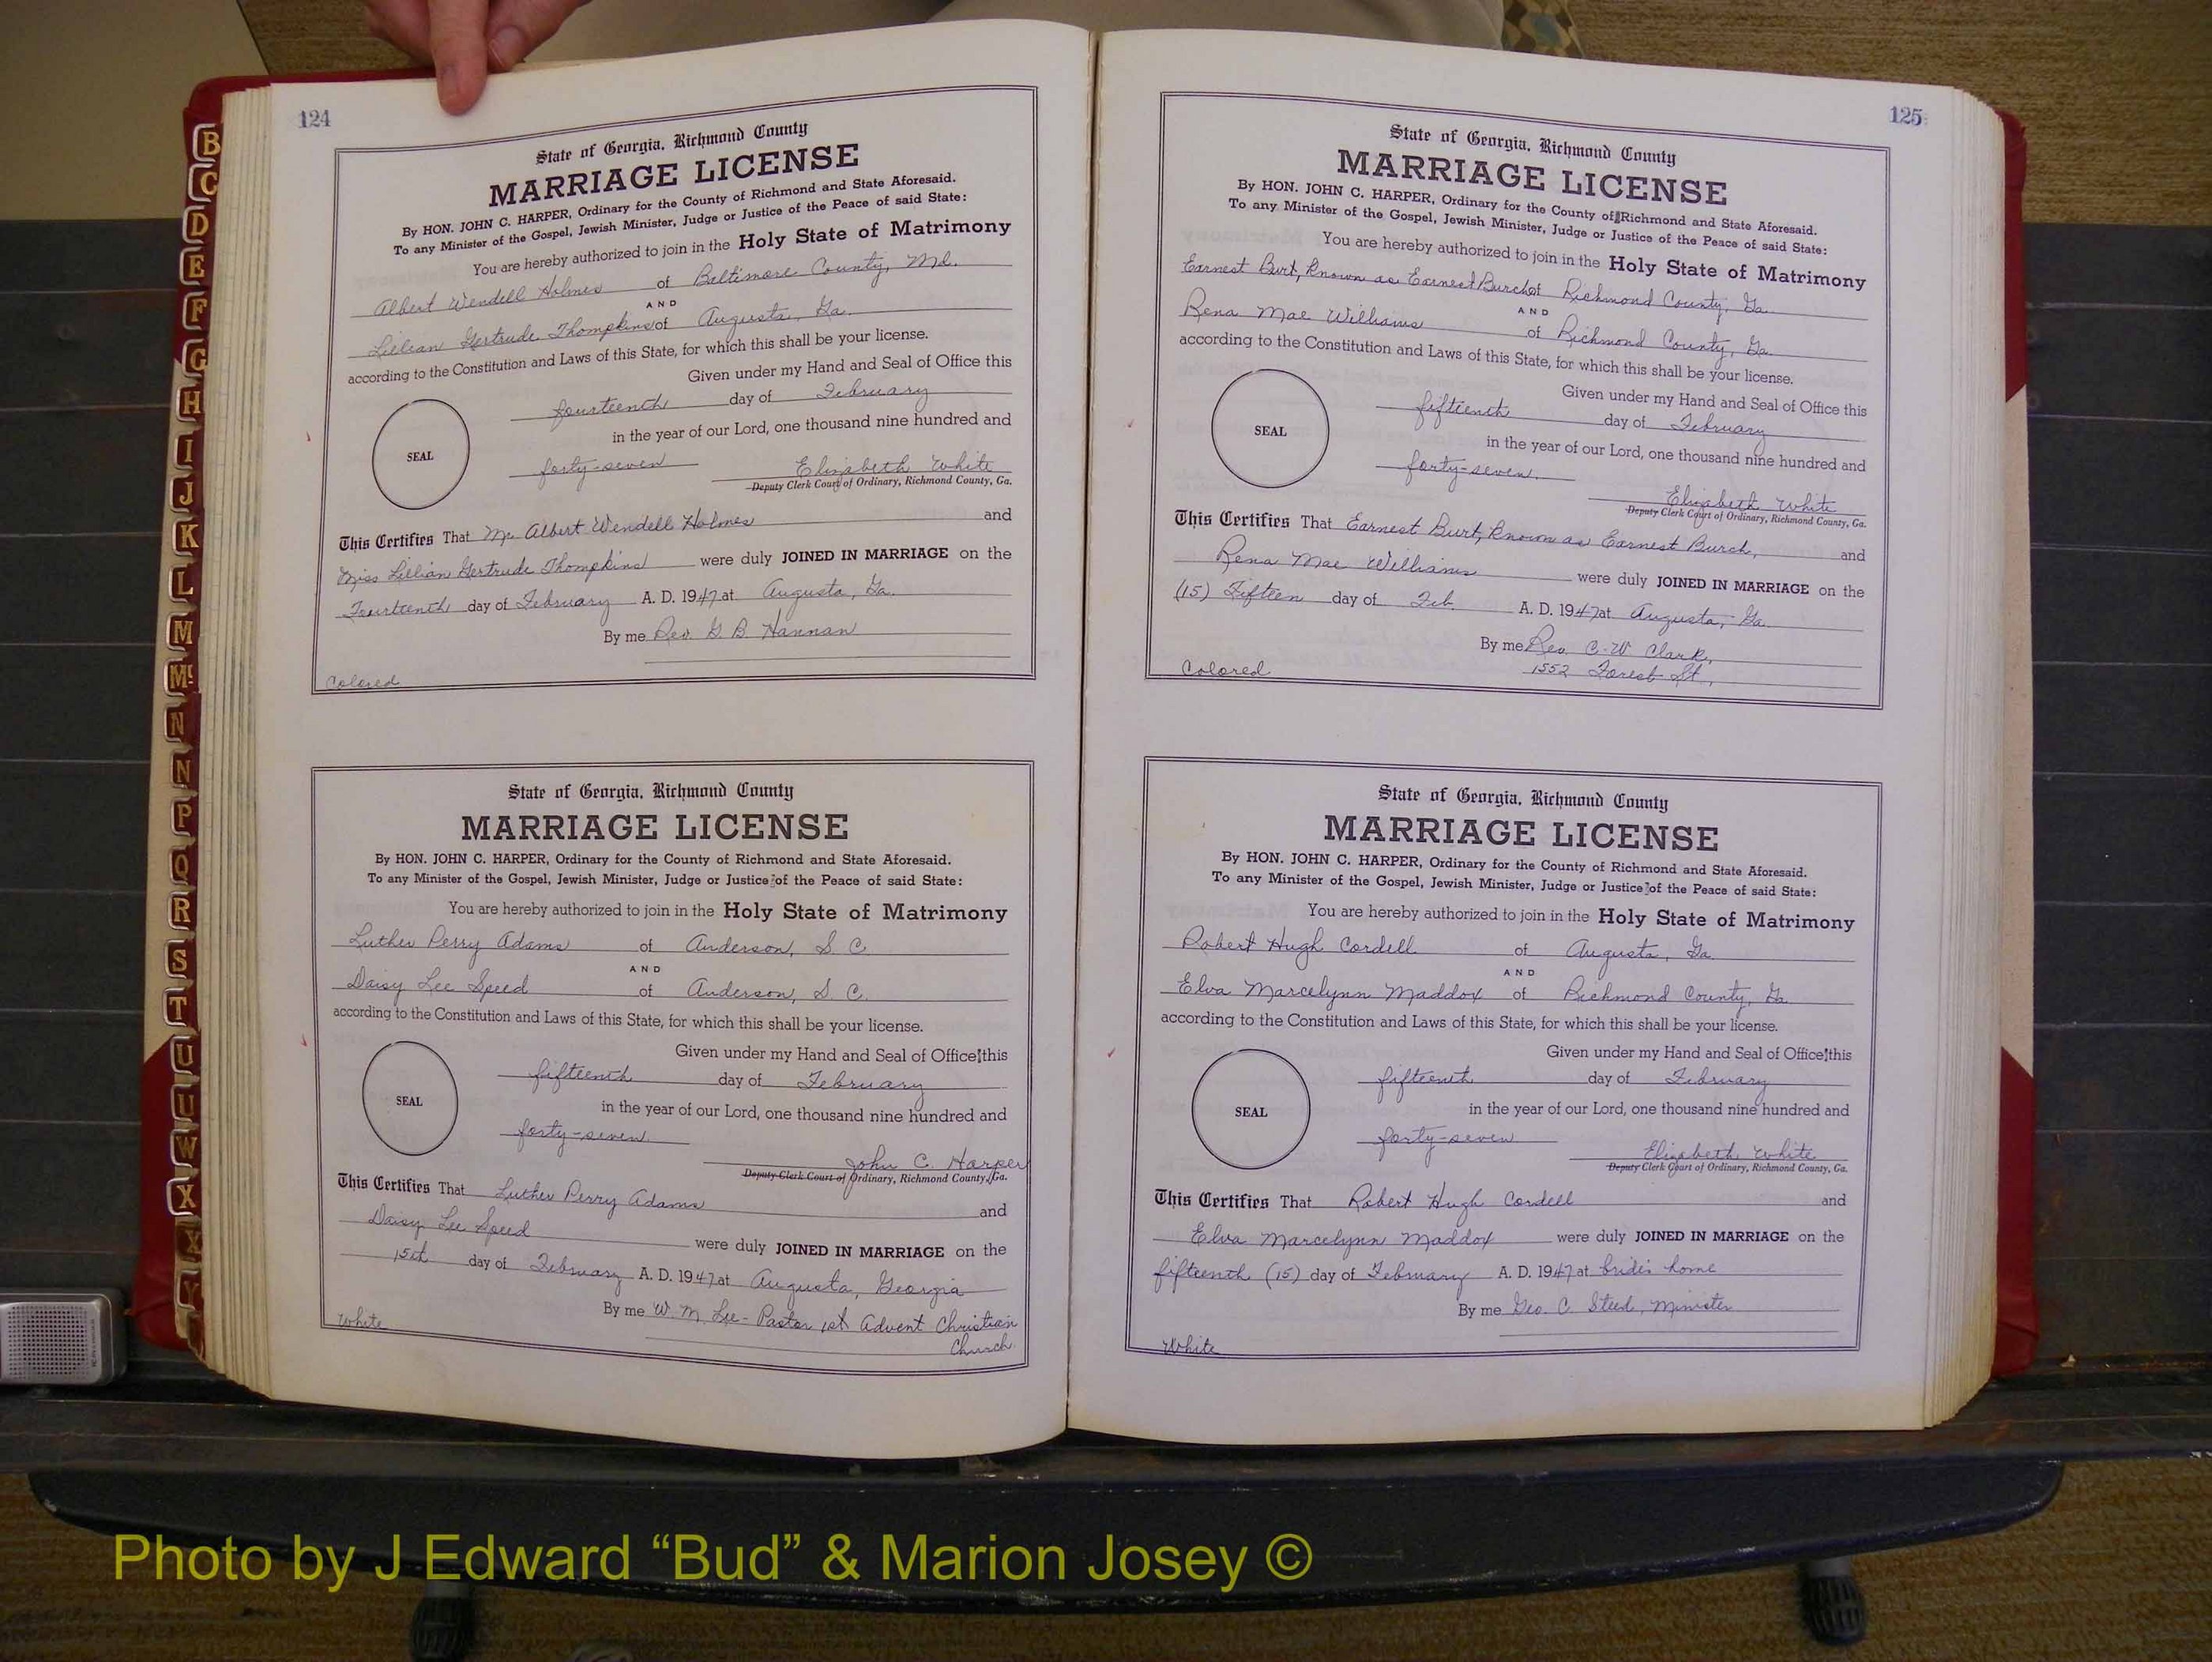 124
State of Georgia, Richmond County
MARRIAGE LICENSE
By HON. JOHN C. HARPER, Ordinary for the County of Richmond and State Aforesaid.
To any Minister of the Gospel, Jewish Minister, Judge or Justice of the Peace of said State:
You are hereby authorized to join in the Holy State of Matrimony
Albert Wendell Holmes of Baltimore County, Md.
AND
Lillian Gertrude Thompkins of Augusta, Ga.
according to the Constitution and Laws of this State, for which this shall be your license.
Given under my Hand and Seal of Office this
fourteenth day of February
in the year of our Lord, one thousand nine hundred and
SEAL
forty-seven Elizabeth White
Deputy Clerk Court of Ordinary, Richmond County, Ga.
This Certifies That Mr. Albert Wendell Holmes and
Miss Lillian Gertrude Thompkins were duly JOINED IN MARRIAGE on the
Fourteenth day of February A. D. 1947 at Augusta, Ga.
By me Rev. G. B. Hannan
Colored
State of Georgia, Richmond County
MARRIAGE LICENSE
By HON. JOHN C. HARPER, Ordinary for the County of Richmond and State Aforesaid.
To any Minister of the Gospel, Jewish Minister, Judge or Justice of the Peace of said State:
You are hereby authorized to join in the Holy State of Matrimony
Luther Perry Adams of Anderson, S. C.
AND
Daisy Lee Speed of Anderson, S. C.
according to the Constitution and Laws of this State, for which this shall be your license.
Given under my Hand and Seal of Office this
fifteenth day of February
SEAL
in the year of our Lord, one thousand nine hundred and
forty-seven.
John C. Harper
Deputy Clerk Court of Ordinary, Richmond County, Ga.
This Certifies That Luther Perry Adams and
Daisy Lee Speed were duly JOINED IN MARRIAGE on the
15th day of February A. D. 1947 at Augusta, Georgia
By me W. M. Lee - Pastor 1st Advent Christian
Church.
White
125
State of Georgia, Richmond County
MARRIAGE LICENSE
By HON. JOHN C. HARPER, Ordinary for the County of Richmond and State Aforesaid.
To any Minister of the Gospel, Jewish Minister, Judge or Justice of the Peace of said State:
You are hereby authorized to join in the Holy State of Matrimony
Earnest Burt, Known as Earnest Burch of Richmond County, Ga.
AND
Rena Mae Williams of Richmond County, Ga.
according to the Constitution and Laws of this State, for which this shall be your license.
Given under my Hand and Seal of Office this
fifteenth day of February
SEAL
in the year of our Lord, one thousand nine hundred and
forty-seven.
Elizabeth White
Deputy Clerk Court of Ordinary, Richmond County, Ga.
This Certifies That Earnest Burt, Known as Earnest Burch, and
Rena Mae Williams were duly JOINED IN MARRIAGE on the
(15) Fifteen day of Feb. A. D. 1947 at Augusta, Ga.
By me Rev. C. W. Clark,
1552 Forest St.,
Colored
State of Georgia, Richmond County
MARRIAGE LICENSE
By HON. JOHN C. HARPER, Ordinary for the County of Richmond and State Aforesaid.
To any Minister of the Gospel, Jewish Minister, Judge or Justice of the Peace of said State:
You are hereby authorized to join in the Holy State of Matrimony
Robert Hugh Cordell of Augusta, Ga.
AND
Elva Marcelynn Maddox of Richmond County, Ga.
according to the Constitution and Laws of this State, for which this shall be your license.
Given under my Hand and Seal of Office this
fifteenth day of February
SEAL
in the year of our Lord, one thousand nine hundred and
forty-seven
Elizabeth White
Deputy Clerk Court of Ordinary, Richmond County, Ga.
This Certifies That Robert Hugh Cordell and
Elva Marcelynn Maddox were duly JOINED IN MARRIAGE on the
fifteenth (15) day of February A. D. 1947 at bride's home
By me Geo. C. Steed, Minister
White
B
C
D
E
F
G
H
I
J
K
L
M
Mc
N
N
P
Q
R
S
T
U
U
W
X
X
Y
Photo by J Edward “Bud” & Marion Josey ©